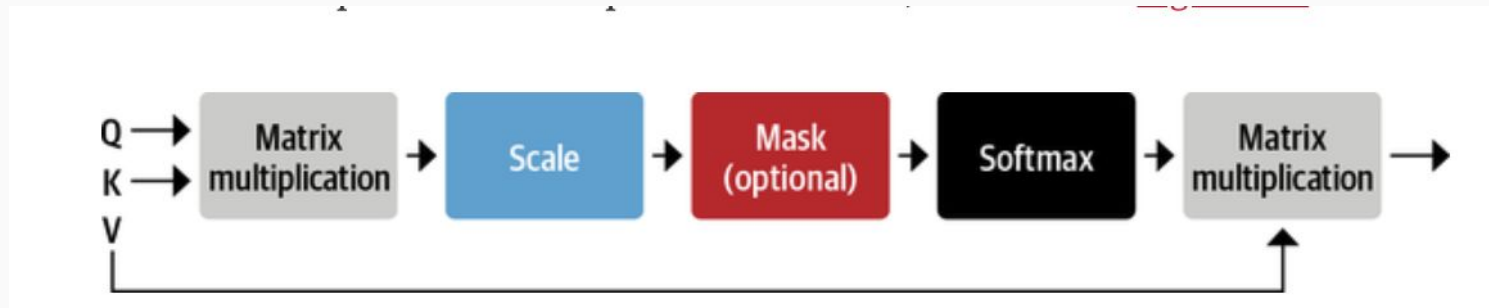 Q
K
V
Matrix
multiplication
Scale
Mask
(optional)
Softmax
Matrix
multiplication